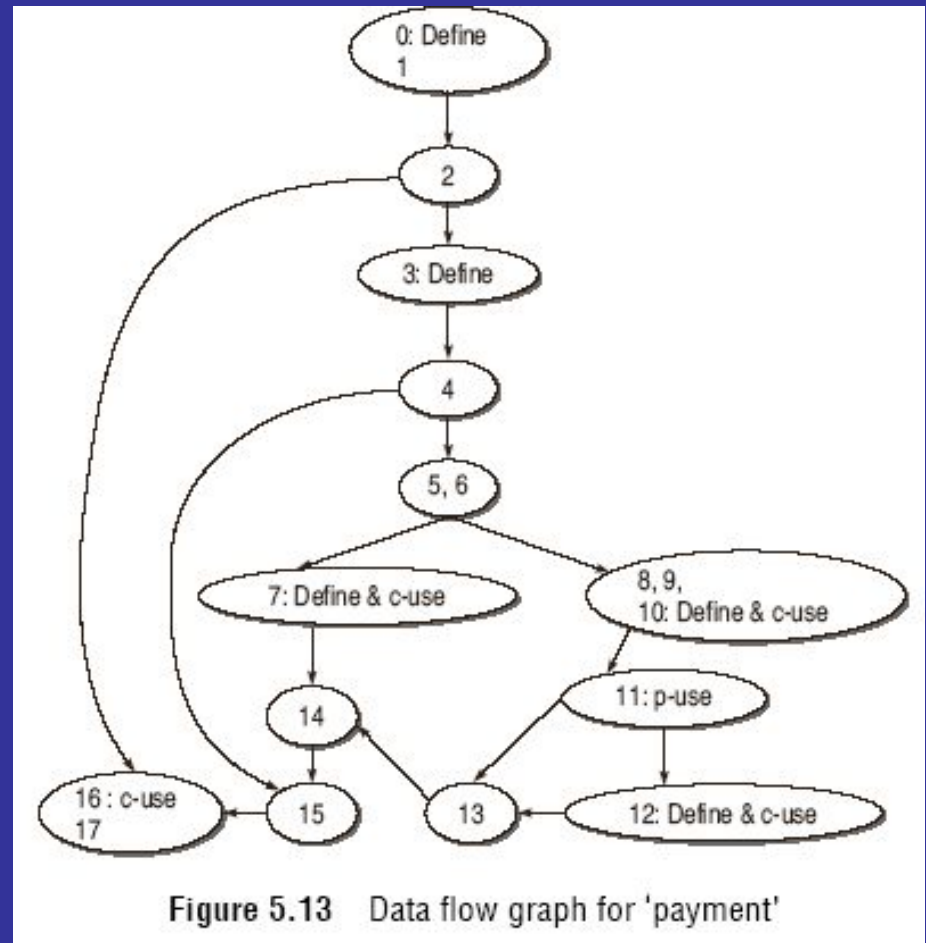 0: Define
1
2
3: Define
4
5, 6
7: Define & c-use
8, 9,
10: Define & c-use
11: p-use
14
16 : c-use
17
15
13
12: Define & c-use
Figure 5.13 Data flow graph for 'payment'